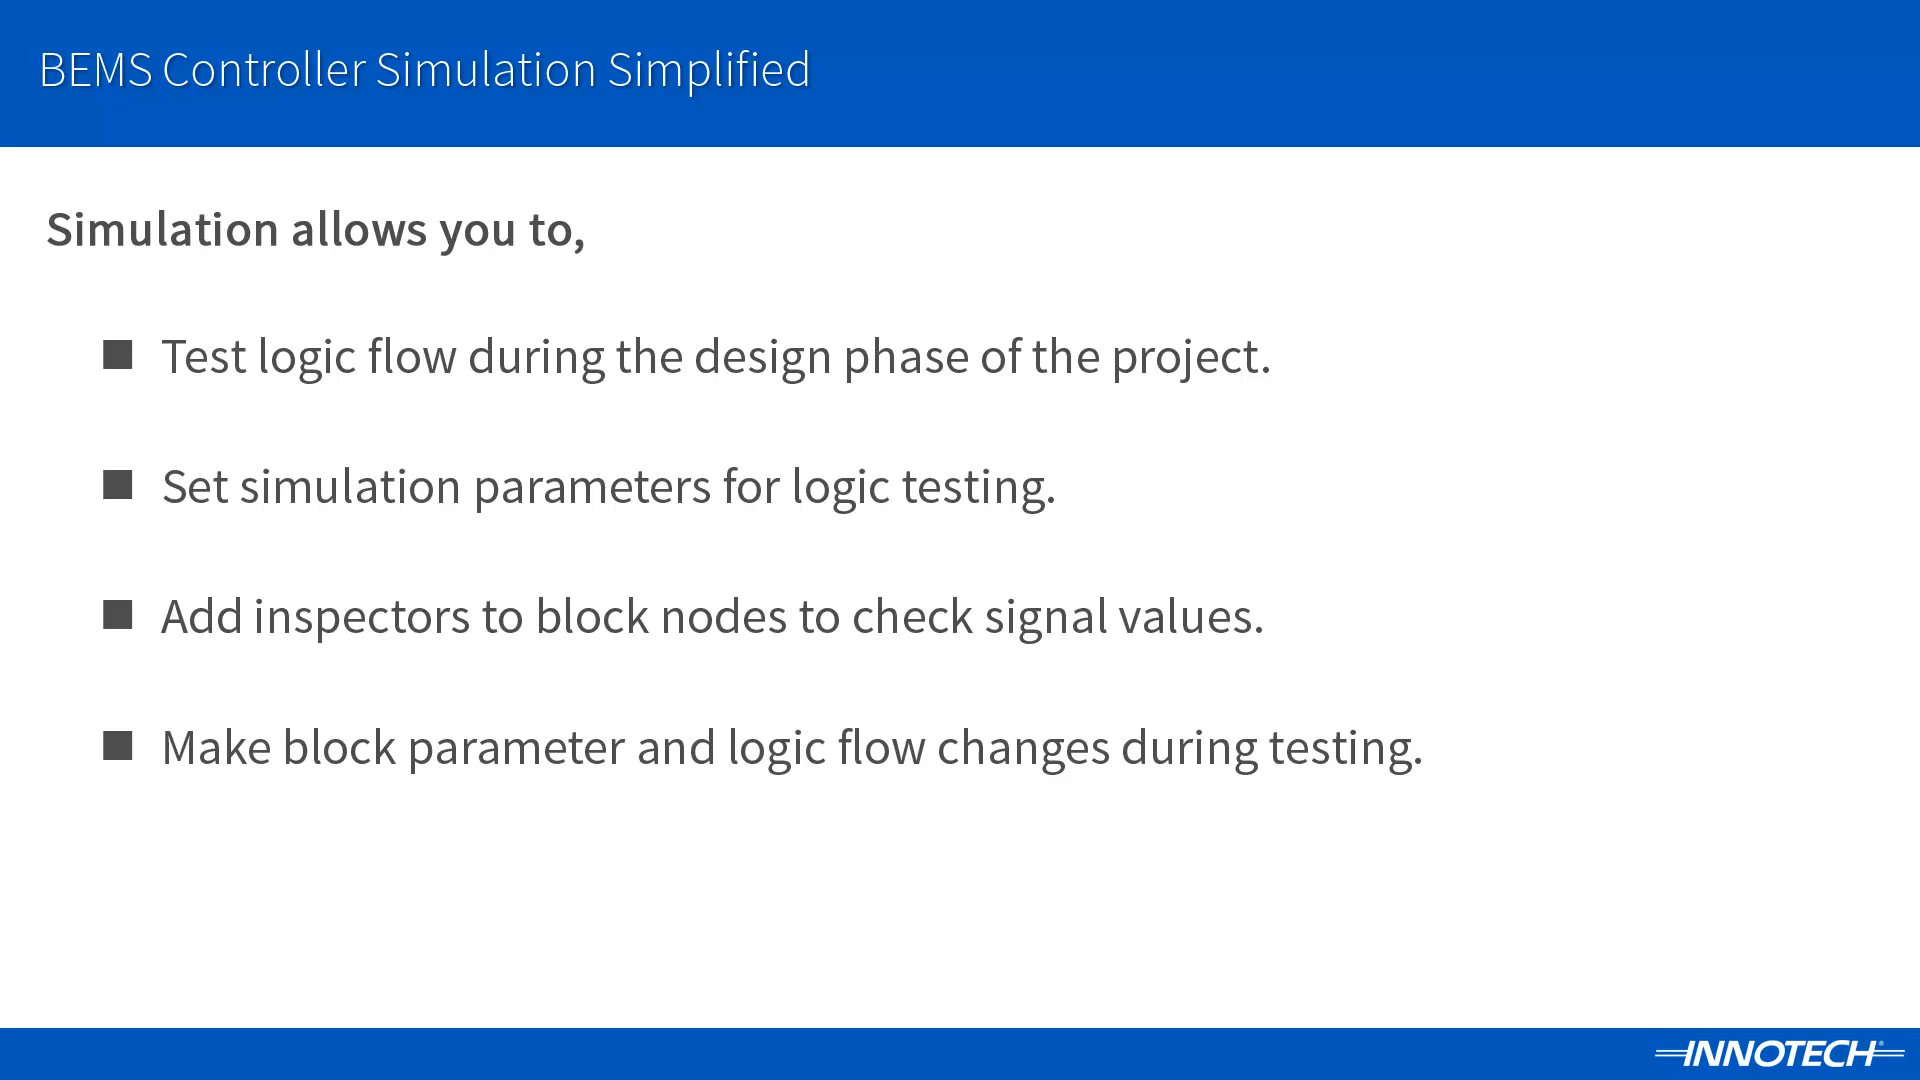 BEMS Controller Simulation Simplified
Simulation allows you to,
■ Test logic flow during the design phase of the project.
■ Set simulation parameters for logic testing.
■ Add inspectors to block nodes to check signal values.
■ Make block parameter and logic flow changes during testing.
INNOTECH®